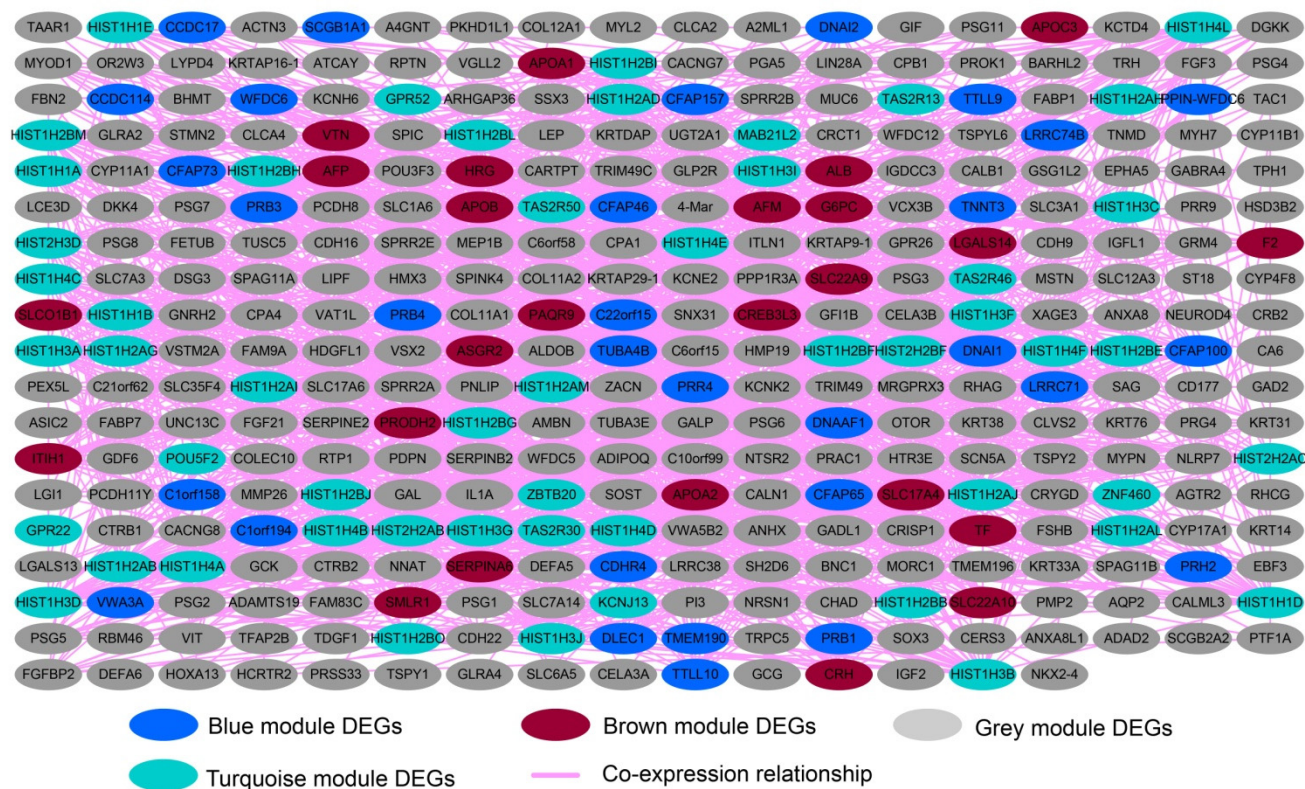 TAAR1 HIST1H1E CCDC17 ACTN3 SCGB1A1 A4GNT PKHD1L1 COL12A1 MYL2 CLCA2 A2ML1 DNAI2 GIF PSG11 APOC3 KCTD4 HIST1H4L DGKK
MYOD1 OR2W3 LYPD4 KRTAP16-1 ATCAY RPTN VGLL2 APOA1 HIST1H2BI CACNG7 PGA5 LIN28A CPB1 PROK1 BARHL2 TRH FGF3 PSG4
FBN2 CCDC114 BHMT WFDC6 KCNH6 GPR52 ARHGAP36 SSX3 HIST1H2AD CFAP157 SPRR2B MUC6 TAS2R13 TTLL9 FABP1 HIST1H2AH PPIN-WFDC6 TAC1
HIST1H2BM GLRA2 STMN2 CLCA4 VTN SPIC HIST1H2BL LEP KRTDAP UGT2A1 MAB21L2 CRCT1 WFDC12 TSPYL6 LRRC74B TNMD MYH7 CYP11B1
HIST1H1A CYP11A1 CFAP73 HIST1H2BH AFP POU3F3 HRG CARTPT TRIM49C GLP2R HIST1H3I ALB IGDCC3 CALB1 GSG1L2 EPHA5 GABRA4 TPH1
LCE3D DKK4 PSG7 PRB3 PCDH8 SLC1A6 APOB TAS2R50 CFAP46 4-Mar AFM G6PC VCX3B TNNT3 SLC3A1 HIST1H3C PRR9 HSD3B2
HIST2H3D PSG8 FETUB TUSC5 CDH16 SPRR2E MEP1B C6orf58 CPA1 HIST1H4E ITLN1 KRTAP9-1 GPR26 LGALS14 CDH9 IGFL1 GRM4 F2
HIST1H4C SLC7A3 DSG3 SPAG11A LIPF HMX3 SPINK4 COL11A2 KRTAP29-1 KCNE2 PPP1R3A SLC22A9 PSG3 TAS2R46 MSTN SLC12A3 ST18 CYP4F8
SLCO1B1 HIST1H1B GNRH2 CPA4 VAT1L PRB4 COL11A1 PAQR9 C22orf15 SNX31 CREB3L3 GFI1B CELA3B HIST1H3F XAGE3 ANXA8 NEUROD4 CRB2
HIST1H3A HIST1H2AG VSTM2A FAM9A HDGFL1 VSX2 ASGR2 ALDOB TUBA4B C6orf15 HMP19 HIST1H2BF HIST2H2BF DNAI1 HIST1H4F HIST1H2BE CFAP100 CA6
PEX5L C21orf62 SLC35F4 HIST1H2AI SLC17A6 SPRR2A PNLIP HIST1H2AM ZACN PRR4 KCNK2 TRIM49 MRGPRX3 RHAG LRRC71 SAG CD177 GAD2
ASIC2 FABP7 UNC13C FGF21 SERPINE2 PRODH2 HIST1H2BG AMBN TUBA3E GALP PSG6 DNAAF1 OTOR KRT38 CLVS2 KRT76 PRG4 KRT31
ITIH1 GDF6 POU5F2 COLEC10 RTP1 PDPN SERPINB2 WFDC5 ADIPOQ C10orf99 NTSR2 PRAC1 HTR3E SCN5A TSPY2 MYPN NLRP7 HIST2H2AC
LGI1 PCDH11Y C1orf158 MMP26 HIST1H2BJ GAL IL1A ZBTB20 SOST APOA2 CALN1 CFAP65 SLC17A4 HIST1H2AJ CRYGD ZNF460 AGTR2 RHCG
GPR22 CTRB1 CACNG8 C1orf194 HIST1H4B HIST2H2AB HIST1H3G TAS2R30 HIST1H4D VWA5B2 ANHX GADL1 CRISP1 TF FSHB HIST1H2AL CYP17A1 KRT14
LGALS13 HIST1H2AB HIST1H4A GCK CTRB2 NNAT SERPINA6 DEFA5 CDHR4 LRRC38 SH2D6 BNC1 MORC1 TMEM196 KRT33A SPAG11B PRH2 EBF3
HIST1H3D VWA3A PSG2 ADAMTS19 FAM83C SMLR1 PSG1 SLC7A14 KCNJ13 PI3 NRSN1 CHAD HIST1H2BB SLC22A10 PMP2 AQP2 CALML3 HIST1H1D
PSG5 RBM46 VIT TFAP2B TDGF1 HIST1H2BO CDH22 HIST1H3J DLEC1 TMEM190 TRPC5 PRB1 SOX3 CERS3 ANXA8L1 ADAD2 SCGB2A2 PTF1A
FGFBP2 DEFA6 HOXA13 HCRTR2 PRSS33 TSPY1 GLRA4 SLC6A5 CELA3A TTLL10 GCG CRH IGF2 HIST1H3B NKX2-4
Blue module DEGs Brown module DEGs Grey module DEGs
Turquoise module DEGs Co-expression relationship